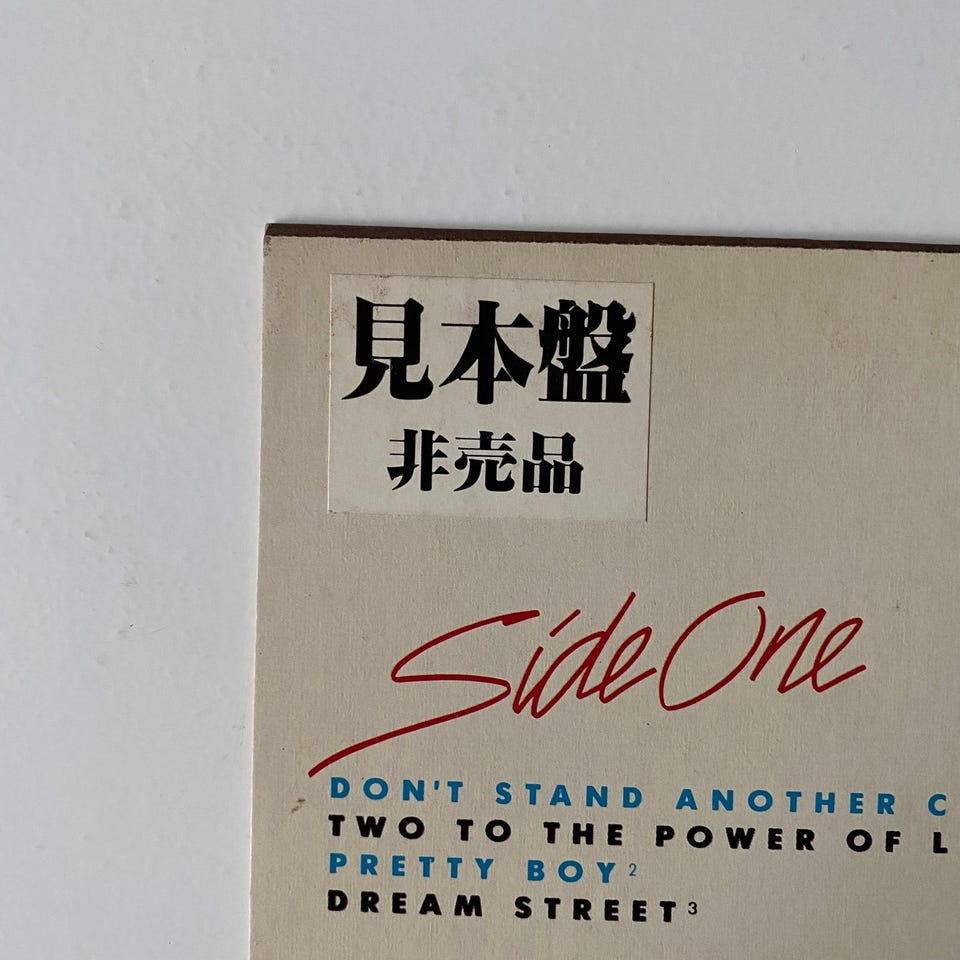 見本盤
非売品
Side One
DON'T STAND ANOTHER C
TWO TO THE POWER OF L
PRETTY BOY²
DREAM STREET³